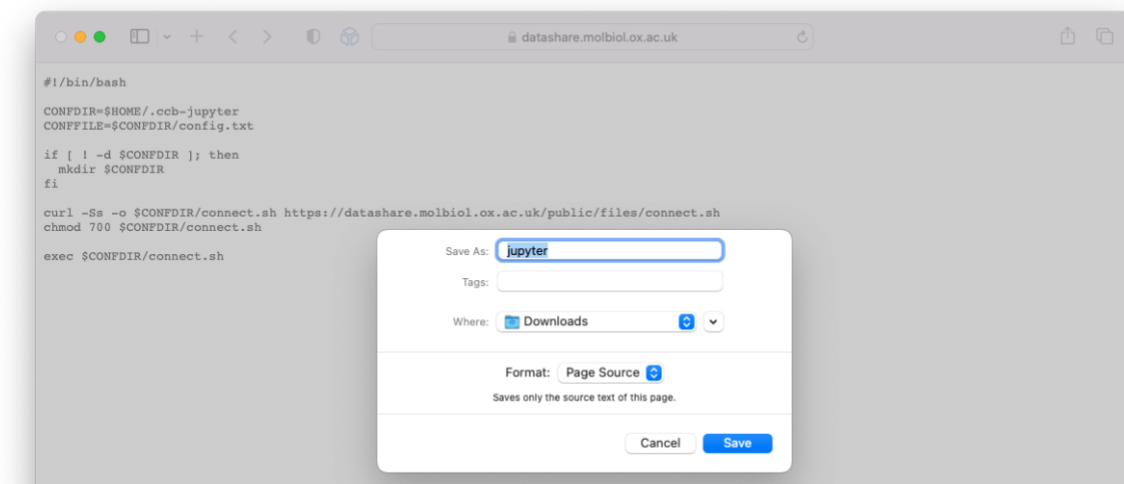 datashare.molbiol.ox.ac.uk
#!/bin/bash
CONFDIR=$HOME/.ccb-jupyter
CONFFILE=$CONFDIR/config.txt
if [ ! -d $CONFDIR ]; then
mkdir $CONFDIR
fi
curl -Ss -o $CONFDIR/connect.sh https://datashare.molbiol.ox.ac.uk/public/files/connect.sh
chmod 700 $CONFDIR/connect.sh
exec $CONFDIR/connect.sh
Save As: jupyter
Tags:
Where: Downloads
Format: Page Source
Saves only the source text of this page.
Cancel Save